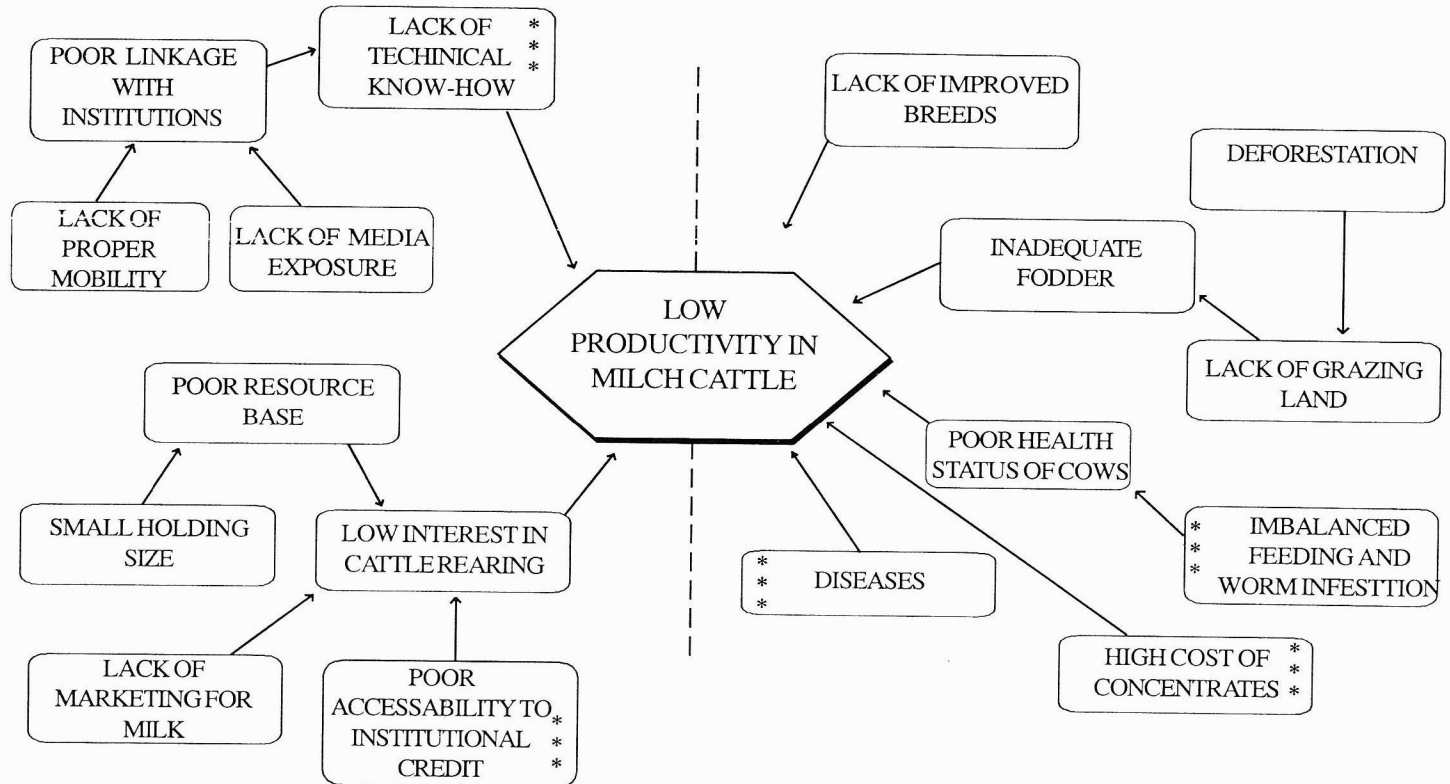 POOR LINKAGE
WITH
INSTITUTIONS
LACK OF
TECHINICAL
KNOW-HOW
*
*
*
LACK OF
PROPER
MOBILITY
LACK OF MEDIA
EXPOSURE
LACK OF IMPROVED
BREEDS
DEFORESTATION
INADEQUATE
FODDER
LACK OF GRAZING
LAND
LOW
PRODUCTIVITY IN
MILCH CATTLE
POOR RESOURCE
BASE
SMALL HOLDING
SIZE
LOW INTEREST IN
CATTLE REARING
LACK OF
MARKETING FOR
MILK
POOR
ACCESSABILITY TO
INSTITUTIONAL
CREDIT
*
*
*
POOR HEALTH
STATUS OF COWS
*
*
*
IMBALANCED
FEEDING AND
WORM INFESTTION
*
*
*
DISEASES
HIGH COST OF
CONCENTRATES
*
*
*